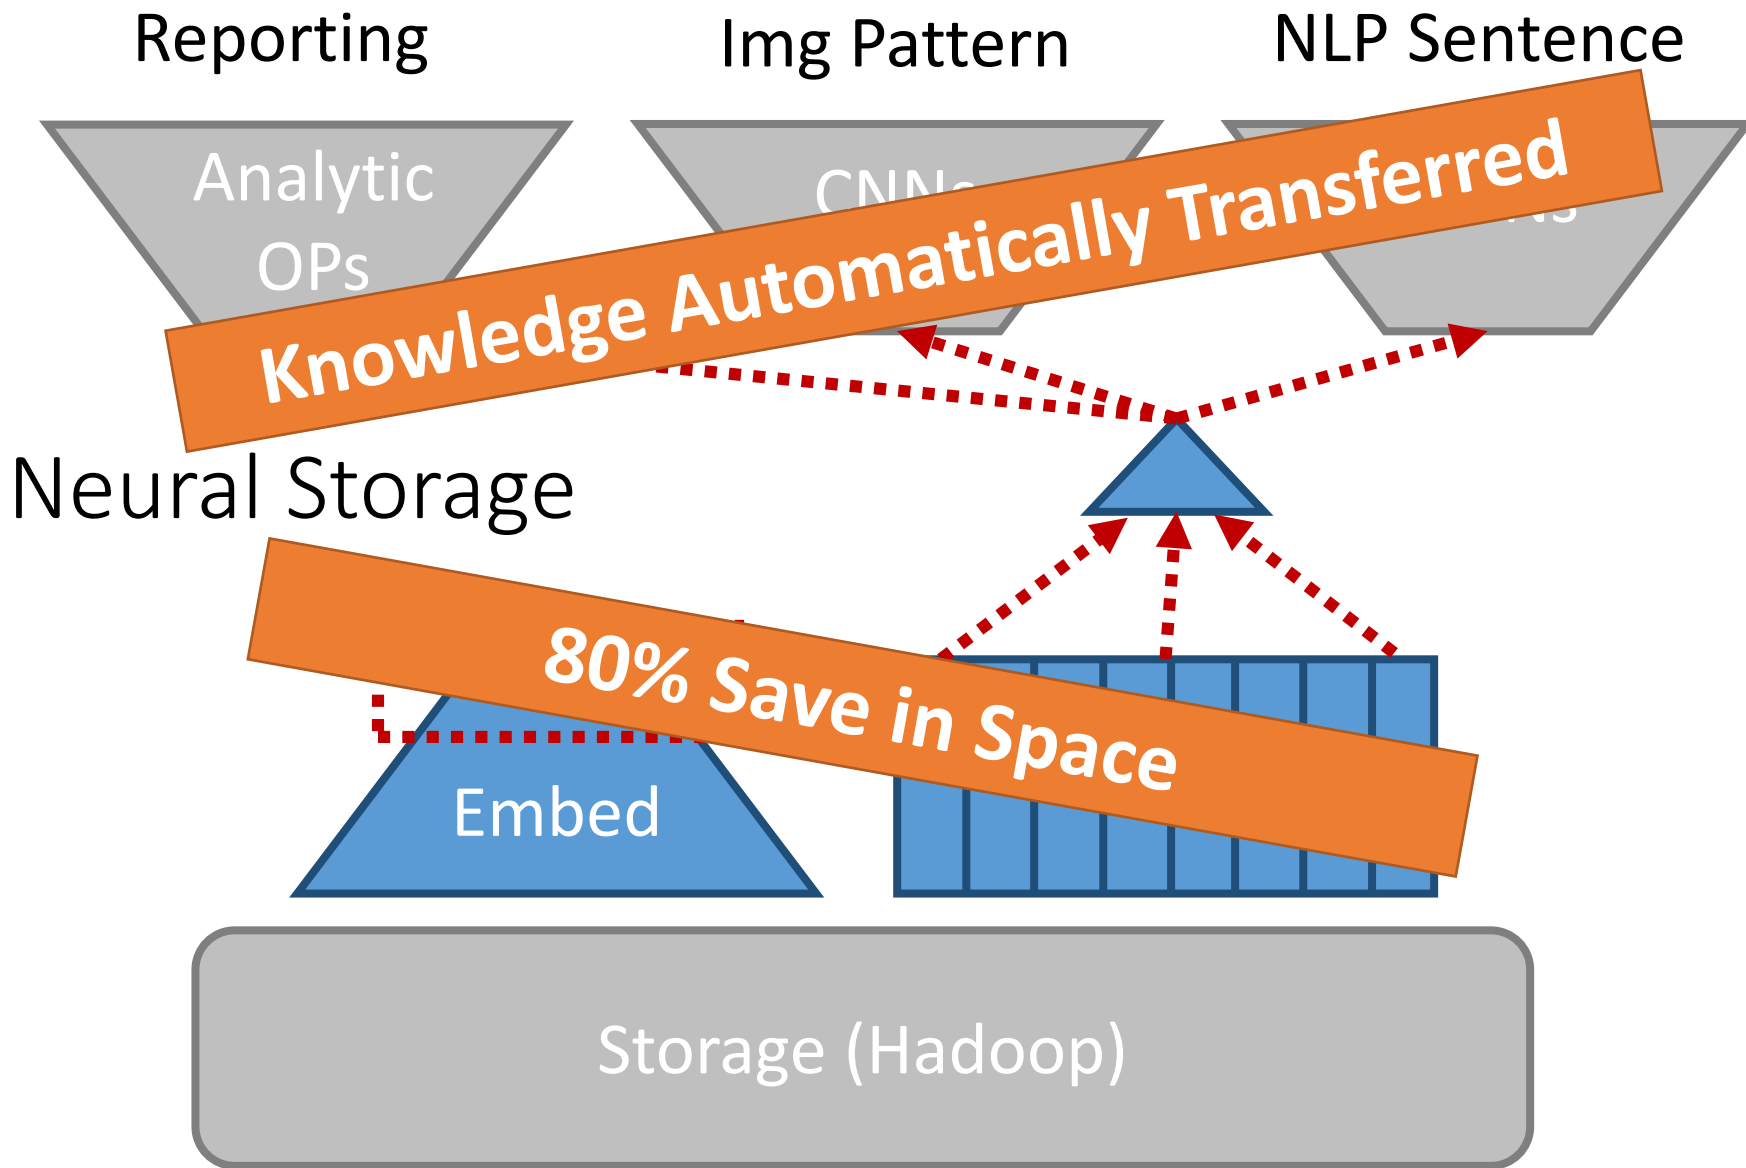 Reporting
Img Pattern
NLP Sentence
Analytic
OPs
CNNs
Knowledge Automatically Transferred
Neural Storage
80% Save in Space
Embed
Storage (Hadoop)